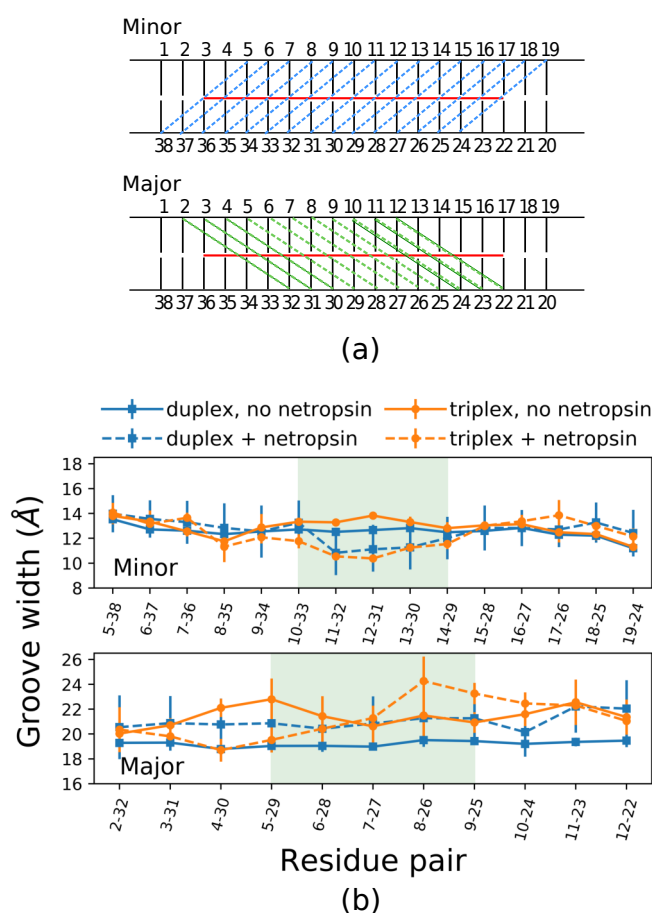 Minor
1 2 3 4 5 6 7 8 9 10 11 12 13 14 15 16 17 18 19
38 37 36 35 34 33 32 31 30 29 28 27 26 25 24 22 21 20
Major
1 2 3 4 5 6 7 8 9 10 11 12 13 14 15 16 17 18 19
38 37 36 35 34 33 32 31 30 29 28 27 26 25 24 23 22 21 20
(a)
duplex, no netropsin triplex, no netropsin
duplex + netropsin triplex + netropsin
Groove width (Å)
18
16
14
12
10
8
Minor
5-38 6-37 7-36 8-35 9-34 10-33 11-32 12-31 13-30 14-29 15-28 16-27 17-26 18-25 19-24
26
24
22
20
18
16
Major
2-32 3-31 4-30 5-29 6-28 7-27 8-26 9-25 10-24 11-23 12-22
Residue pair
(b)